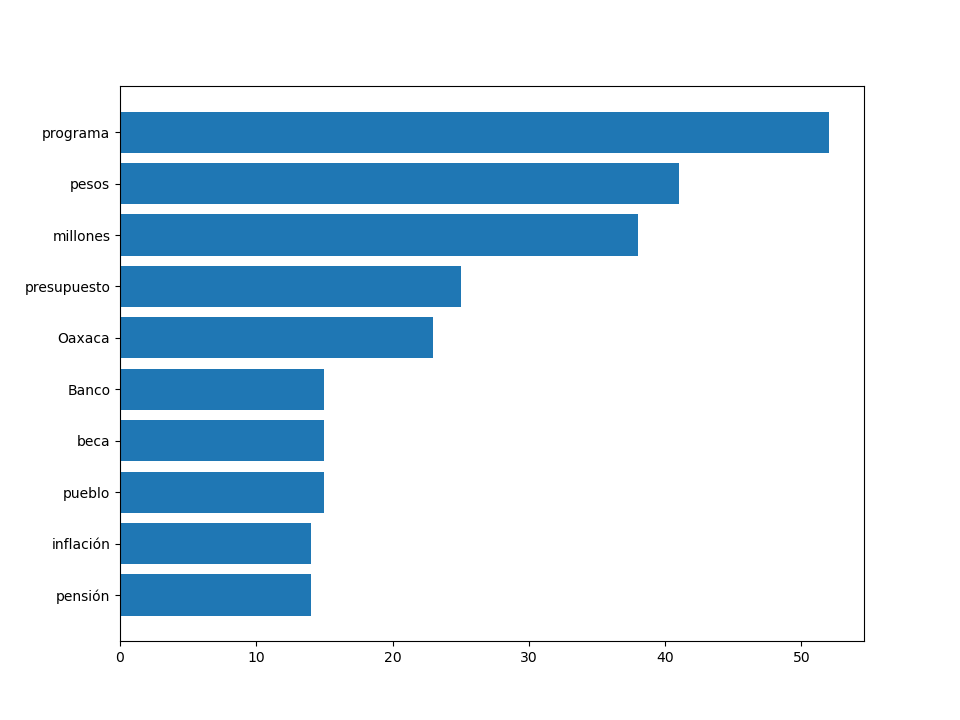 programa
pesos
millones
presupuesto
Oaxaca
Banco
beca
pueblo
inflación
pensión
0 10 20 30 40 50